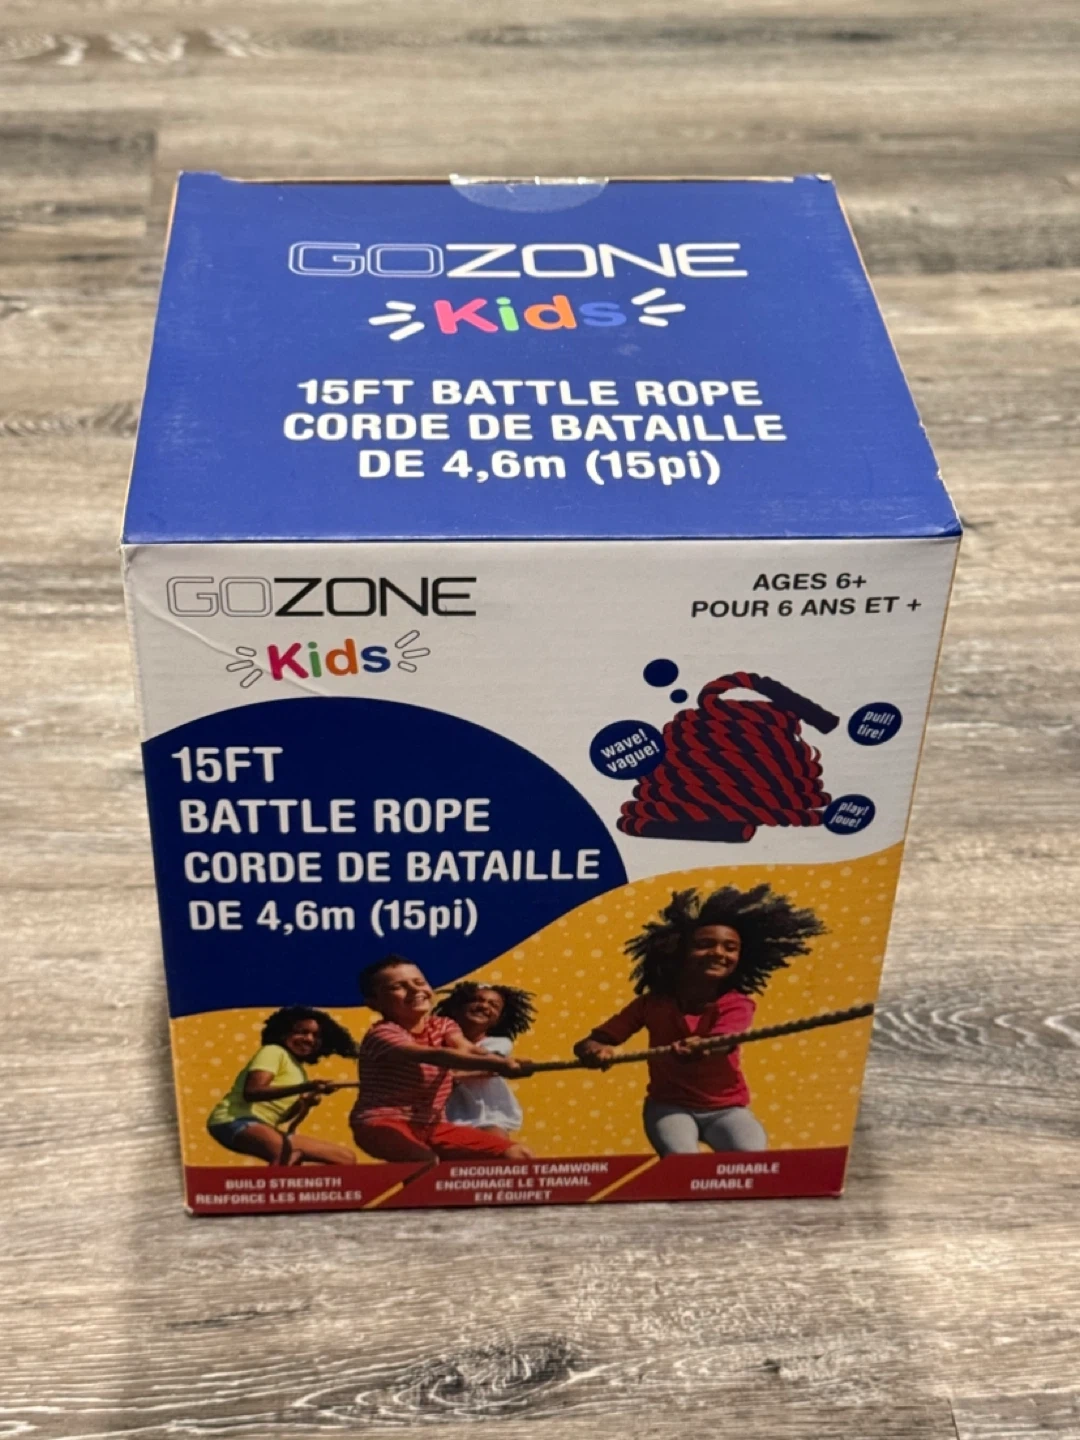 GOZONE
Kids
15FT BATTLE ROPE
CORDE DE BATAILLE
DE 4,6m (15pi)
GOZONE
Kids
AGES 6+
POUR 6 ANS ET +
wave!
vague!
pull!
tire!
play!
joue!
15FT
BATTLE ROPE
CORDE DE BATAILLE
DE 4,6m (15pi)
BUILD STRENGTH
RENFORCE LES MUSCLES
ENCOURAGE TEAMWORK
ENCOURAGE LE TRAVAIL
EN ÉQUIPET
DURABLE
DURABLE